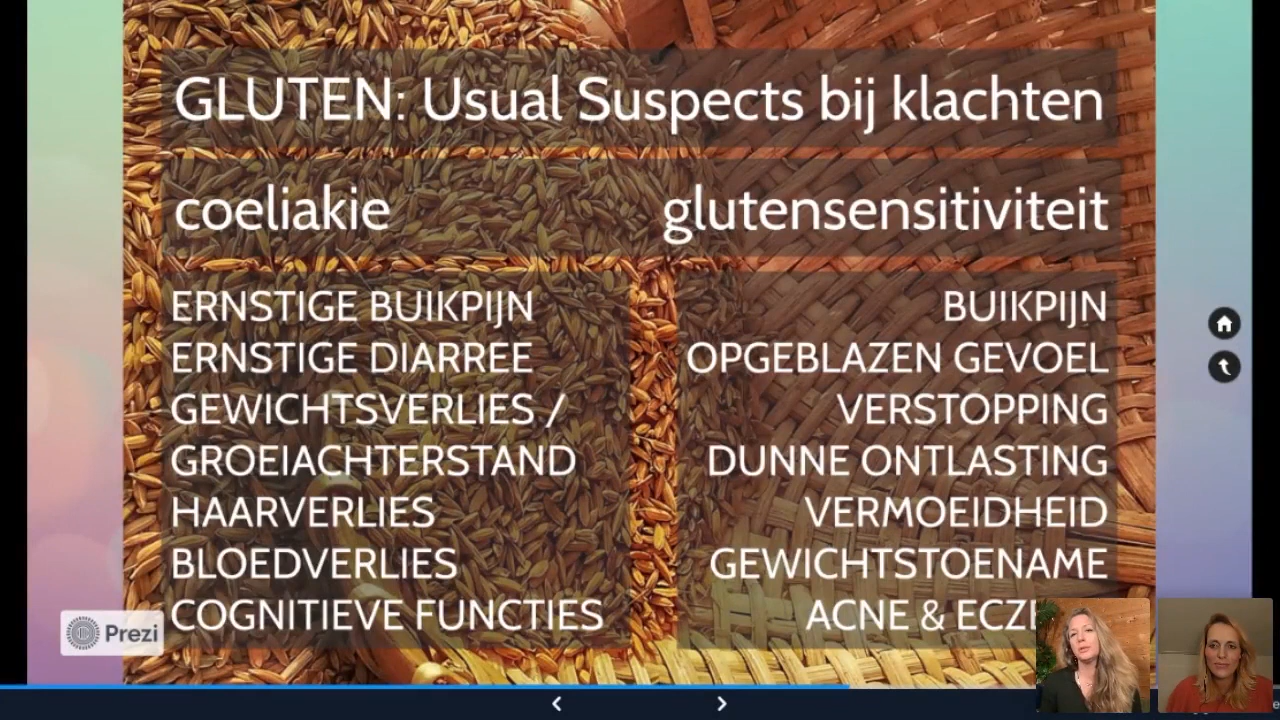 GLUTEN: Usual Suspects bij klachten
coeliakie
glutensensitiviteit
ERNSTIGE BUIKPIJN
ERNSTIGE DIARREE
GEWICHTSVERLIES /
GROEIACHTERSTAND
HAARVERLIES
BLOEDVERLIES
COGNITIEVE FUNCTIES
BUIKPIJN
OPGEBLAZEN GEVOEL
VERSTOPPING
DUNNE ONTLASTING
VERMOEIDHEID
GEWICHTSTOENAME
ACNE &
Prezi